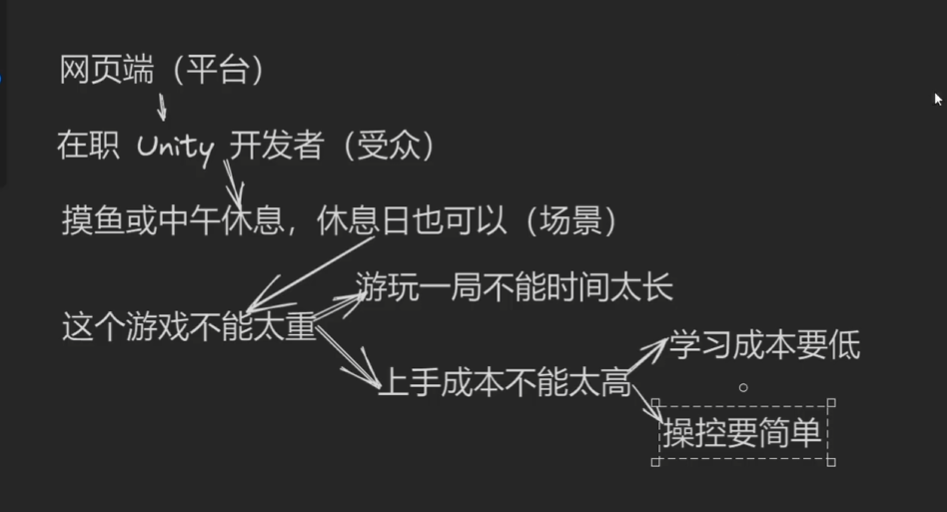 网页端（平台）
在职 Unity 开发者（受众）
摸鱼或中午休息，休息日也可以（场景）
游玩一局不能时间太长
这个游戏不能太重
学习成本要低
上手成本不能太高
操控要简单